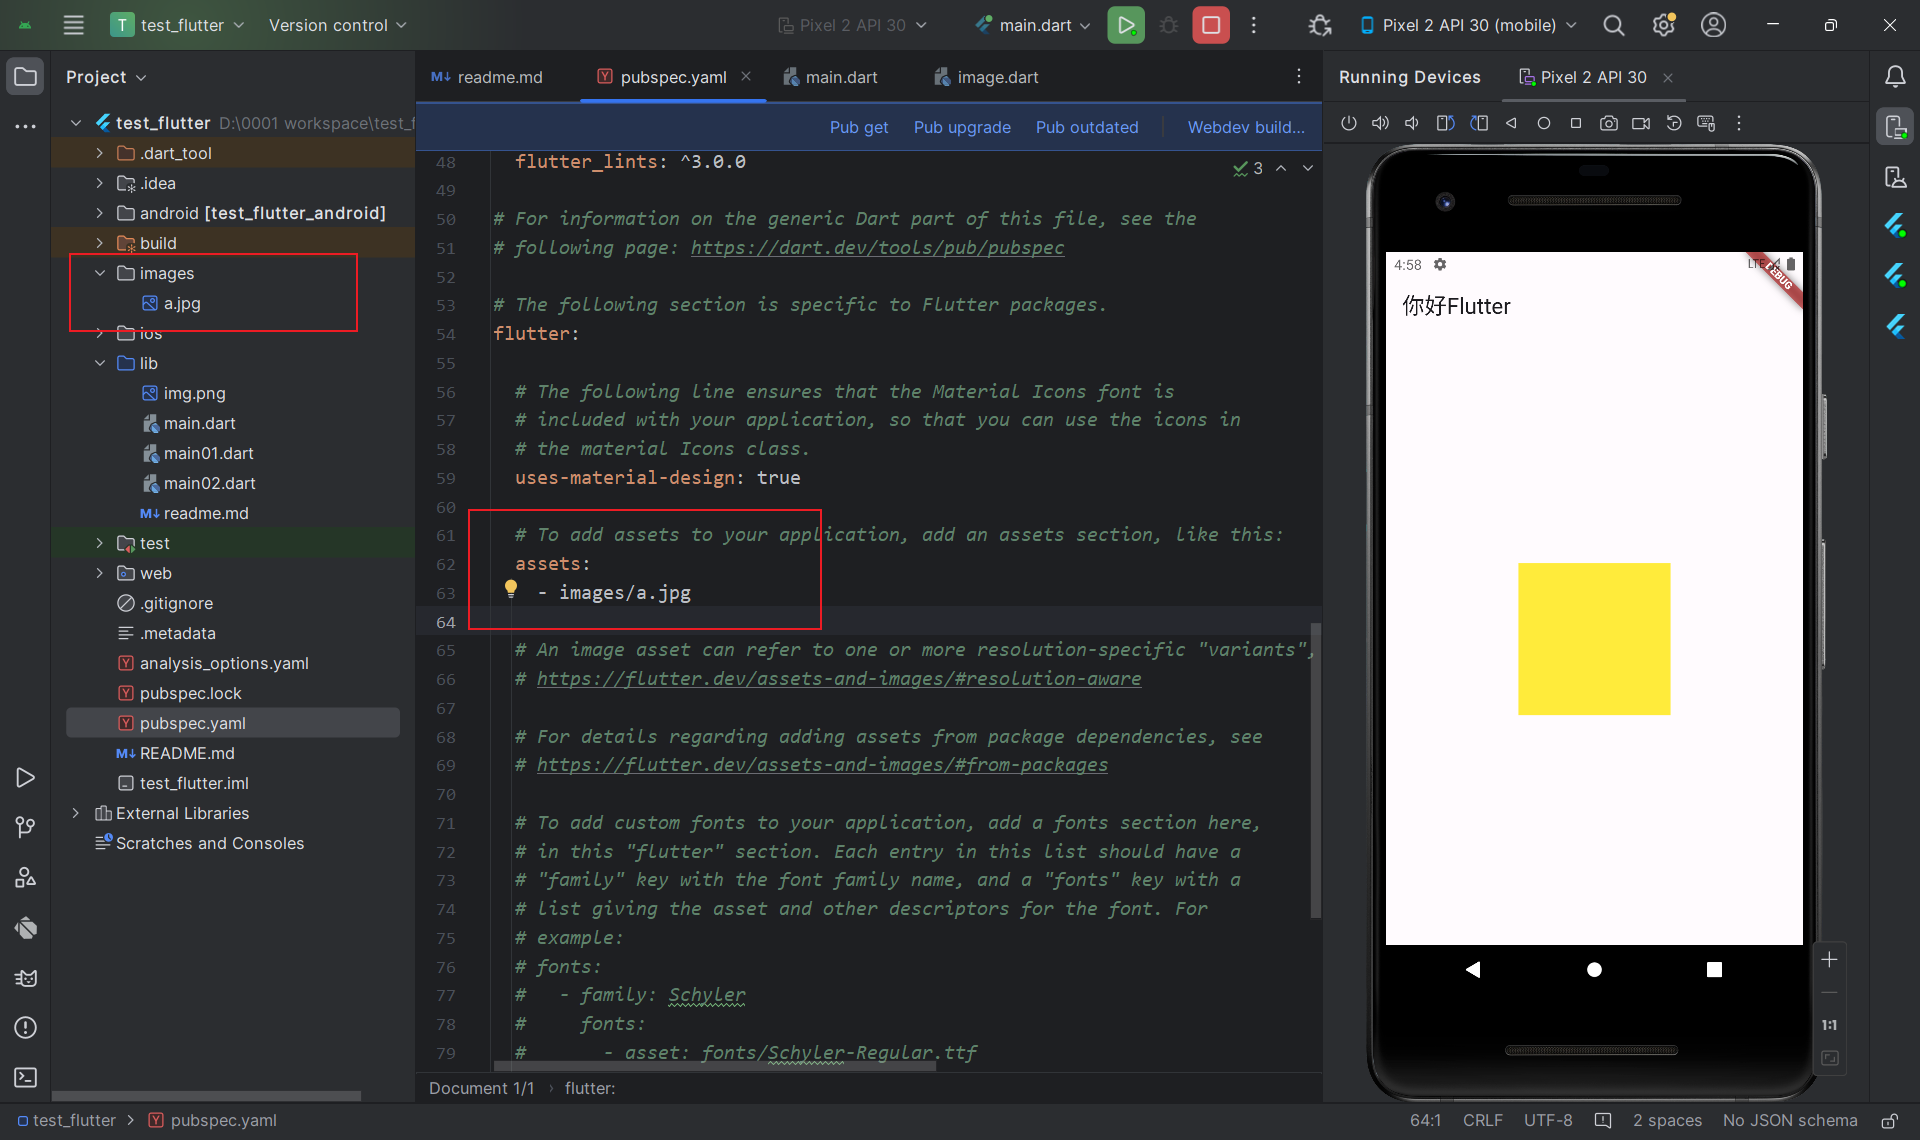 T test_flutter Version control Pixel 2 API 30 main.dart Pixel 2 API 30 (mobile)
Project
test_flutter D:\0001 workspace\test_f
.dart_tool
.idea
android [test_flutter_android]
build
images
a.jpg
ios
lib
img.png
main.dart
main01.dart
main02.dart
readme.md
test
web
.gitignore
.metadata
analysis_options.yaml
pubspec.lock
pubspec.yaml
README.md
test_flutter.iml
External Libraries
Scratches and Consoles
readme.md pubspec.yaml main.dart image.dart
Pub get Pub upgrade Pub outdated Webdev build...
3
48 flutter_lints: ^3.0.0
49
50 # For information on the generic Dart part of this file, see the
51 # following page: https://dart.dev/tools/pub/pubspec
52
53 # The following section is specific to Flutter packages.
54 flutter:
55
56 # The following line ensures that the Material Icons font is
57 # included with your application, so that you can use the icons in
58 # the material Icons class.
59 uses-material-design: true
60
61 # To add assets to your application, add an assets section, like this:
62 assets:
63 - images/a.jpg
64
65 # An image asset can refer to one or more resolution-specific "variants",
66 # https://flutter.dev/assets-and-images/#resolution-aware
67
68 # For details regarding adding assets from package dependencies, see
69 # https://flutter.dev/assets-and-images/#from-packages
70
71 # To add custom fonts to your application, add a fonts section here,
72 # in this "flutter" section. Each entry in this list should have a
73 # "family" key with the font family name, and a "fonts" key with a
74 # list giving the asset and other descriptors for the font. For
75 # example:
76 # fonts:
77 # - family: Schyler
78 # fonts:
79 # - asset: fonts/Schyler-Regular.ttf
Document 1/1 › flutter:
Running Devices Pixel 2 API 30
4:58 LTE
DEBUG
你好Flutter
1:1
test_flutter > pubspec.yaml 64:1 CRLF UTF-8 2 spaces No JSON schema